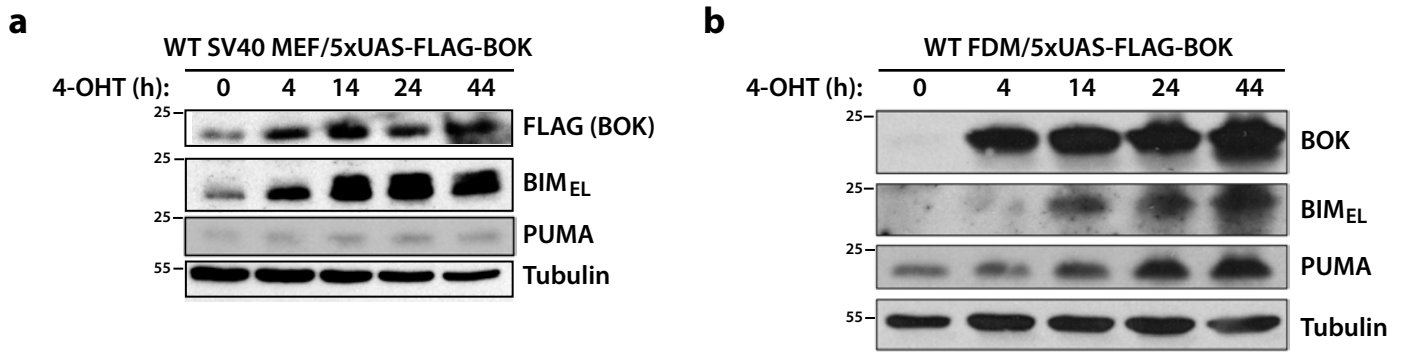 a
WT SV40 MEF/5xUAS-FLAG-BOK
4-OHT (h): 0 4 14 24 44
25 FLAG (BOK)
25 BIMEL
25 PUMA
55 Tubulin
b
WT FDM/5xUAS-FLAG-BOK
4-OHT (h): 0 4 14 24 44
25 BOK
25 BIMEL
25 PUMA
55 Tubulin